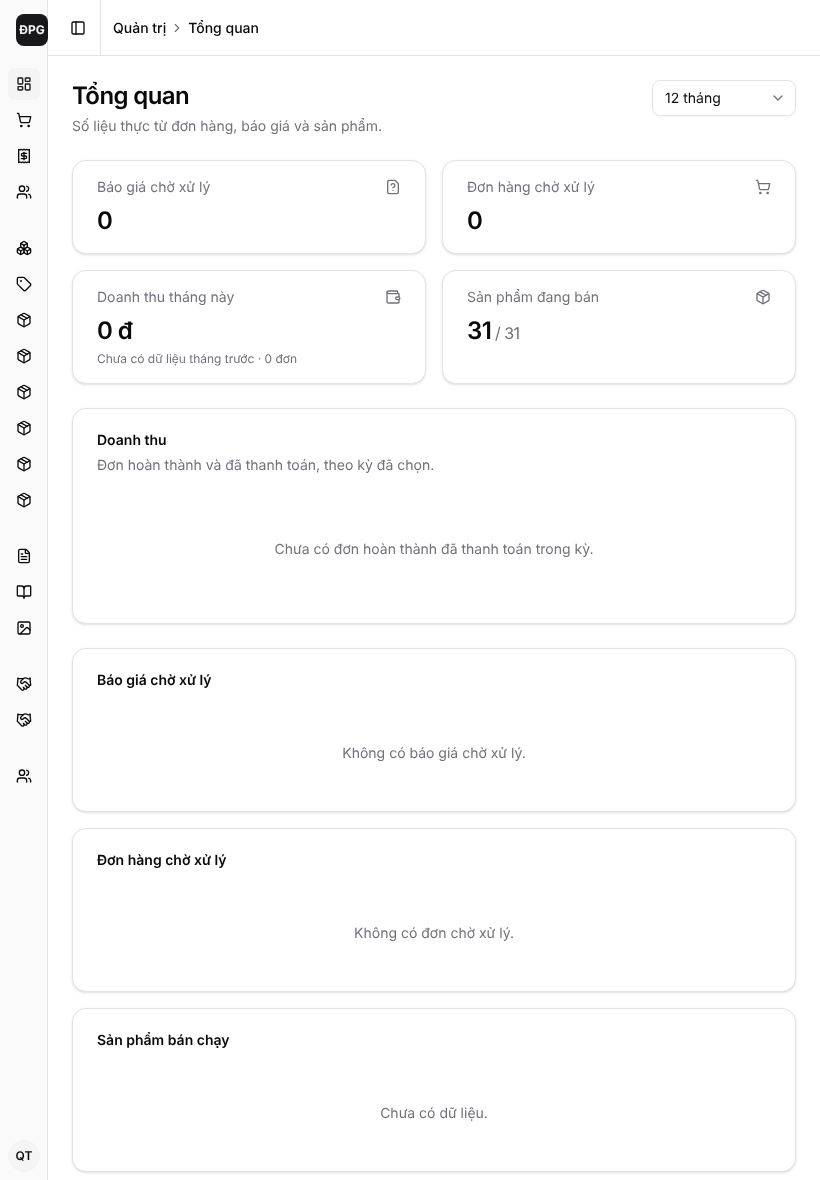 ĐPG
Quản trị > Tổng quan
Tổng quan
12 tháng
Số liệu thực từ đơn hàng, báo giá và sản phẩm.
Báo giá chờ xử lý
0
Đơn hàng chờ xử lý
0
Doanh thu tháng này
0 đ
Chưa có dữ liệu tháng trước · 0 đơn
Sản phẩm đang bán
31 / 31
Doanh thu
Đơn hoàn thành và đã thanh toán, theo kỳ đã chọn.
Chưa có đơn hoàn thành đã thanh toán trong kỳ.
Báo giá chờ xử lý
Không có báo giá chờ xử lý.
Đơn hàng chờ xử lý
Không có đơn chờ xử lý.
Sản phẩm bán chạy
Chưa có dữ liệu.
QT